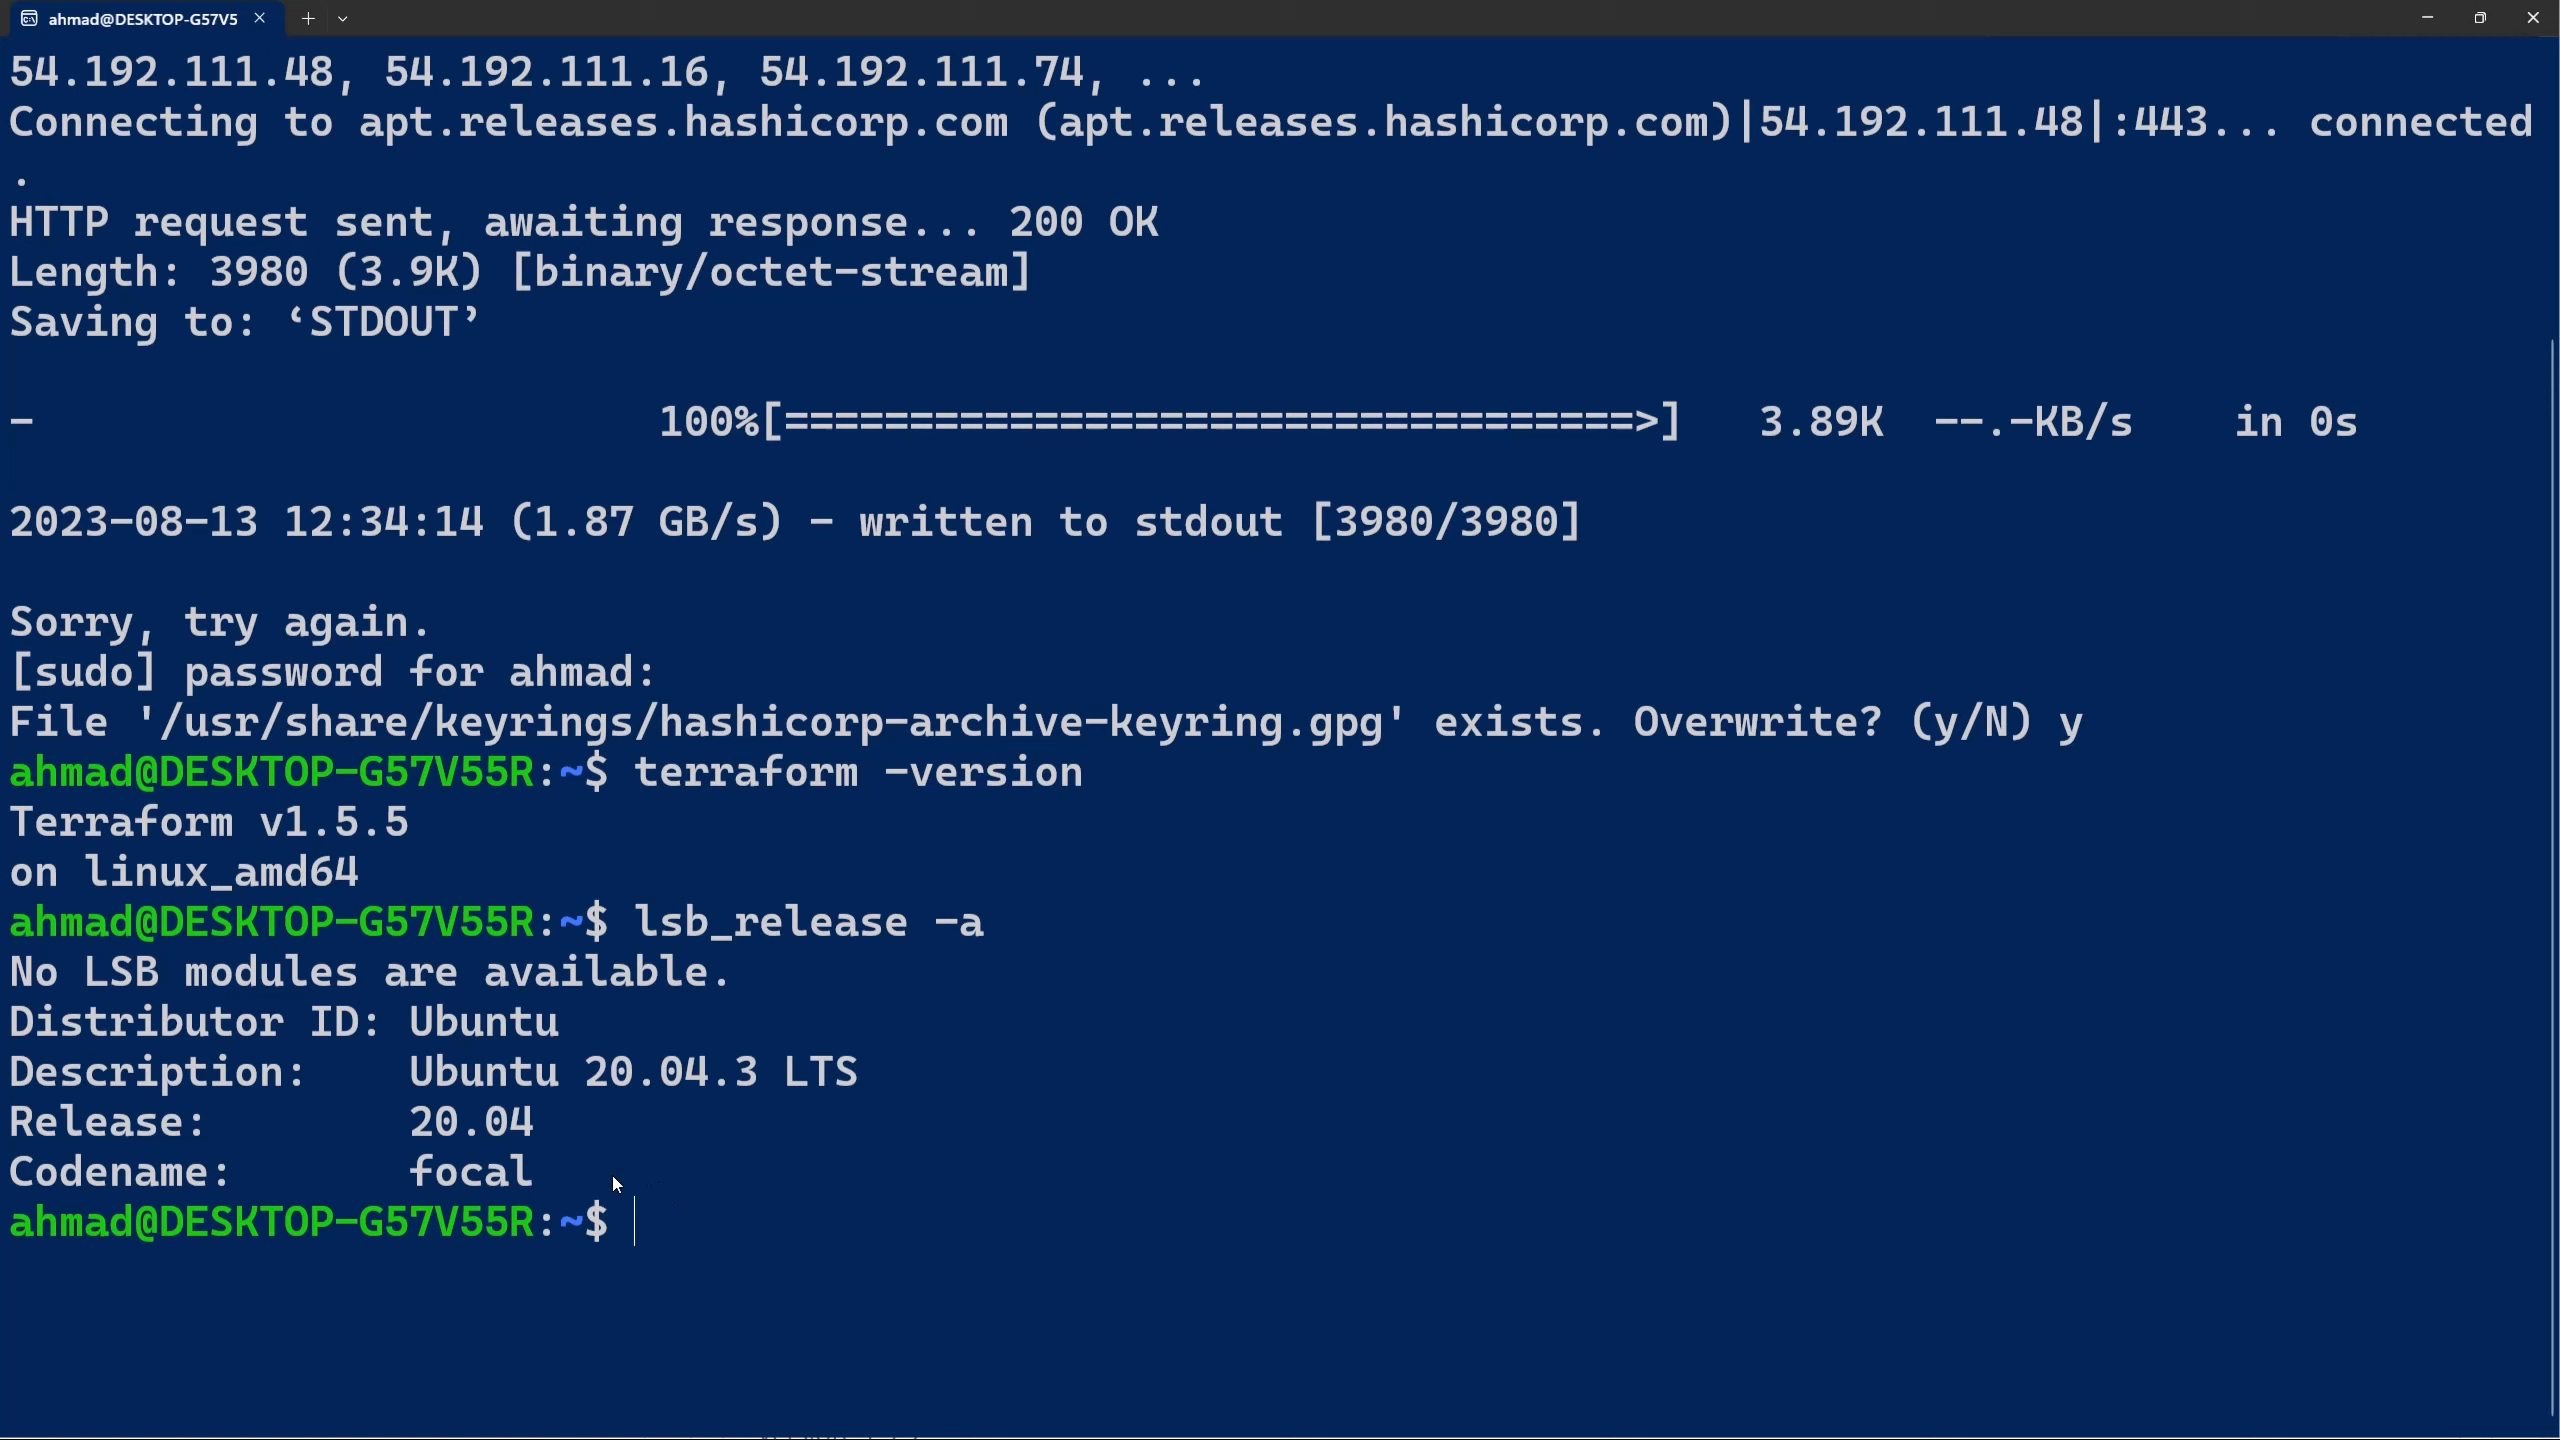 ahmad@DESKTOP-G57V5
54.192.111.48, 54.192.111.16, 54.192.111.74, ...
Connecting to apt.releases.hashicorp.com (apt.releases.hashicorp.com)|54.192.111.48|:443... connected
.
HTTP request sent, awaiting response... 200 OK
Length: 3980 (3.9K) [binary/octet-stream]
Saving to: ‘STDOUT’
- 100%[==================================>] 3.89K --.-KB/s in 0s
2023-08-13 12:34:14 (1.87 GB/s) - written to stdout [3980/3980]
Sorry, try again.
[sudo] password for ahmad:
File '/usr/share/keyrings/hashicorp-archive-keyring.gpg' exists. Overwrite? (y/N) y
ahmad@DESKTOP-G57V55R:~$ terraform -version
Terraform v1.5.5
on linux_amd64
ahmad@DESKTOP-G57V55R:~$ lsb_release -a
No LSB modules are available.
Distributor ID: Ubuntu
Description: Ubuntu 20.04.3 LTS
Release: 20.04
Codename: focal
ahmad@DESKTOP-G57V55R:~$